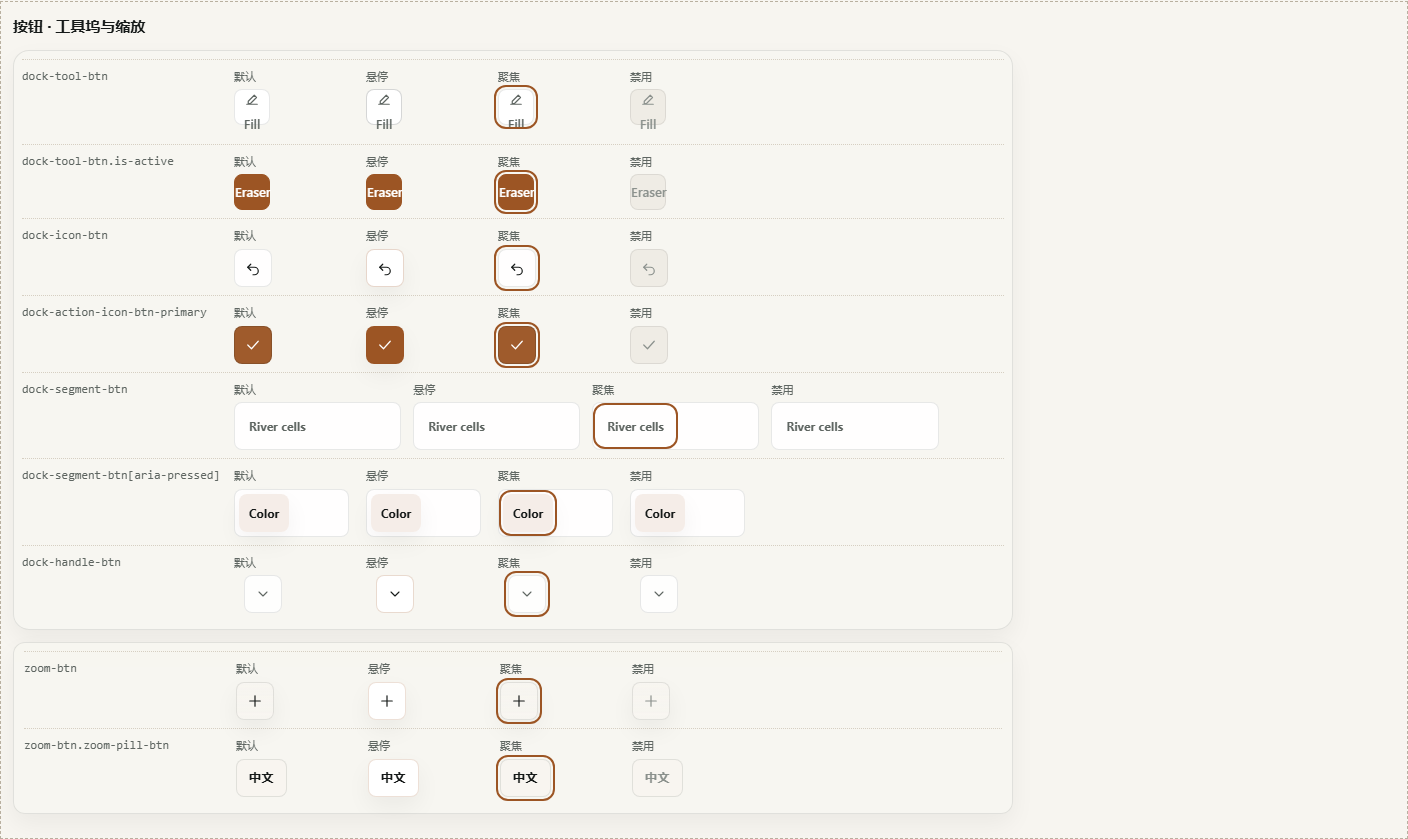 按钮 · 工具坞与缩放
dock-tool-btn 默认 悬停 聚焦 禁用
Fill Fill Fill Fill
dock-tool-btn.is-active 默认 悬停 聚焦 禁用
Eraser Eraser Eraser Eraser
dock-icon-btn 默认 悬停 聚焦 禁用
dock-action-icon-btn-primary 默认 悬停 聚焦 禁用
dock-segment-btn 默认 悬停 聚焦 禁用
River cells River cells River cells River cells
dock-segment-btn[aria-pressed] 默认 悬停 聚焦 禁用
Color Color Color Color
dock-handle-btn 默认 悬停 聚焦 禁用
zoom-btn 默认 悬停 聚焦 禁用
zoom-btn.zoom-pill-btn 默认 悬停 聚焦 禁用
中文 中文 中文 中文